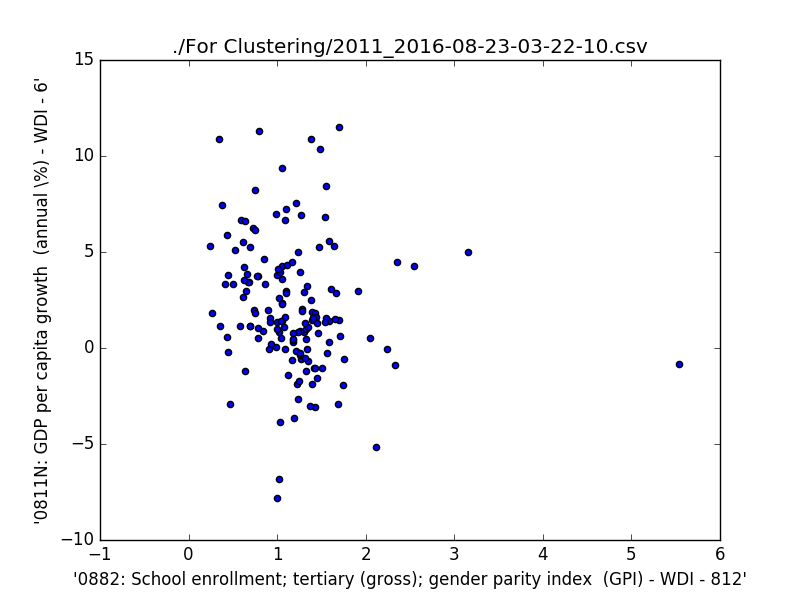 ./For Clustering/2011_2016-08-23-03-22-10.csv
15
10
5
0
−5
−10
−1 0 1 2 3 4 5 6
'0811N: GDP per capita growth  (annual \%) - WDI - 6'
'0882: School enrollment; tertiary (gross); gender parity index  (GPI) - WDI - 812'